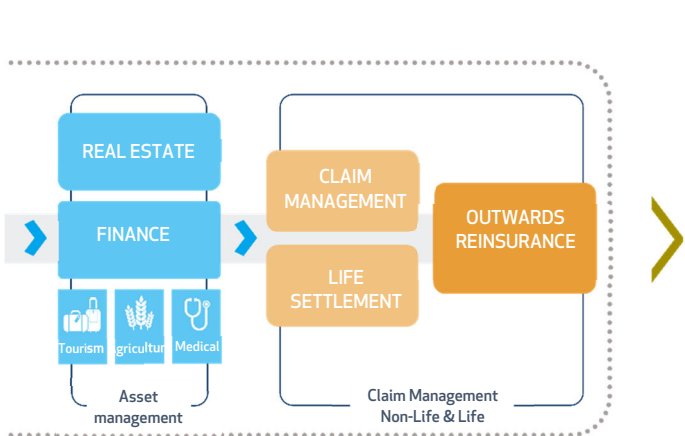 REAL ESTATE
FINANCE
Tourism
gricultur
Medical
Asset
management
CLAIM
MANAGEMENT
LIFE
SETTLEMENT
OUTWARDS
REINSURANCE
Claim Management
Non-Life & Life